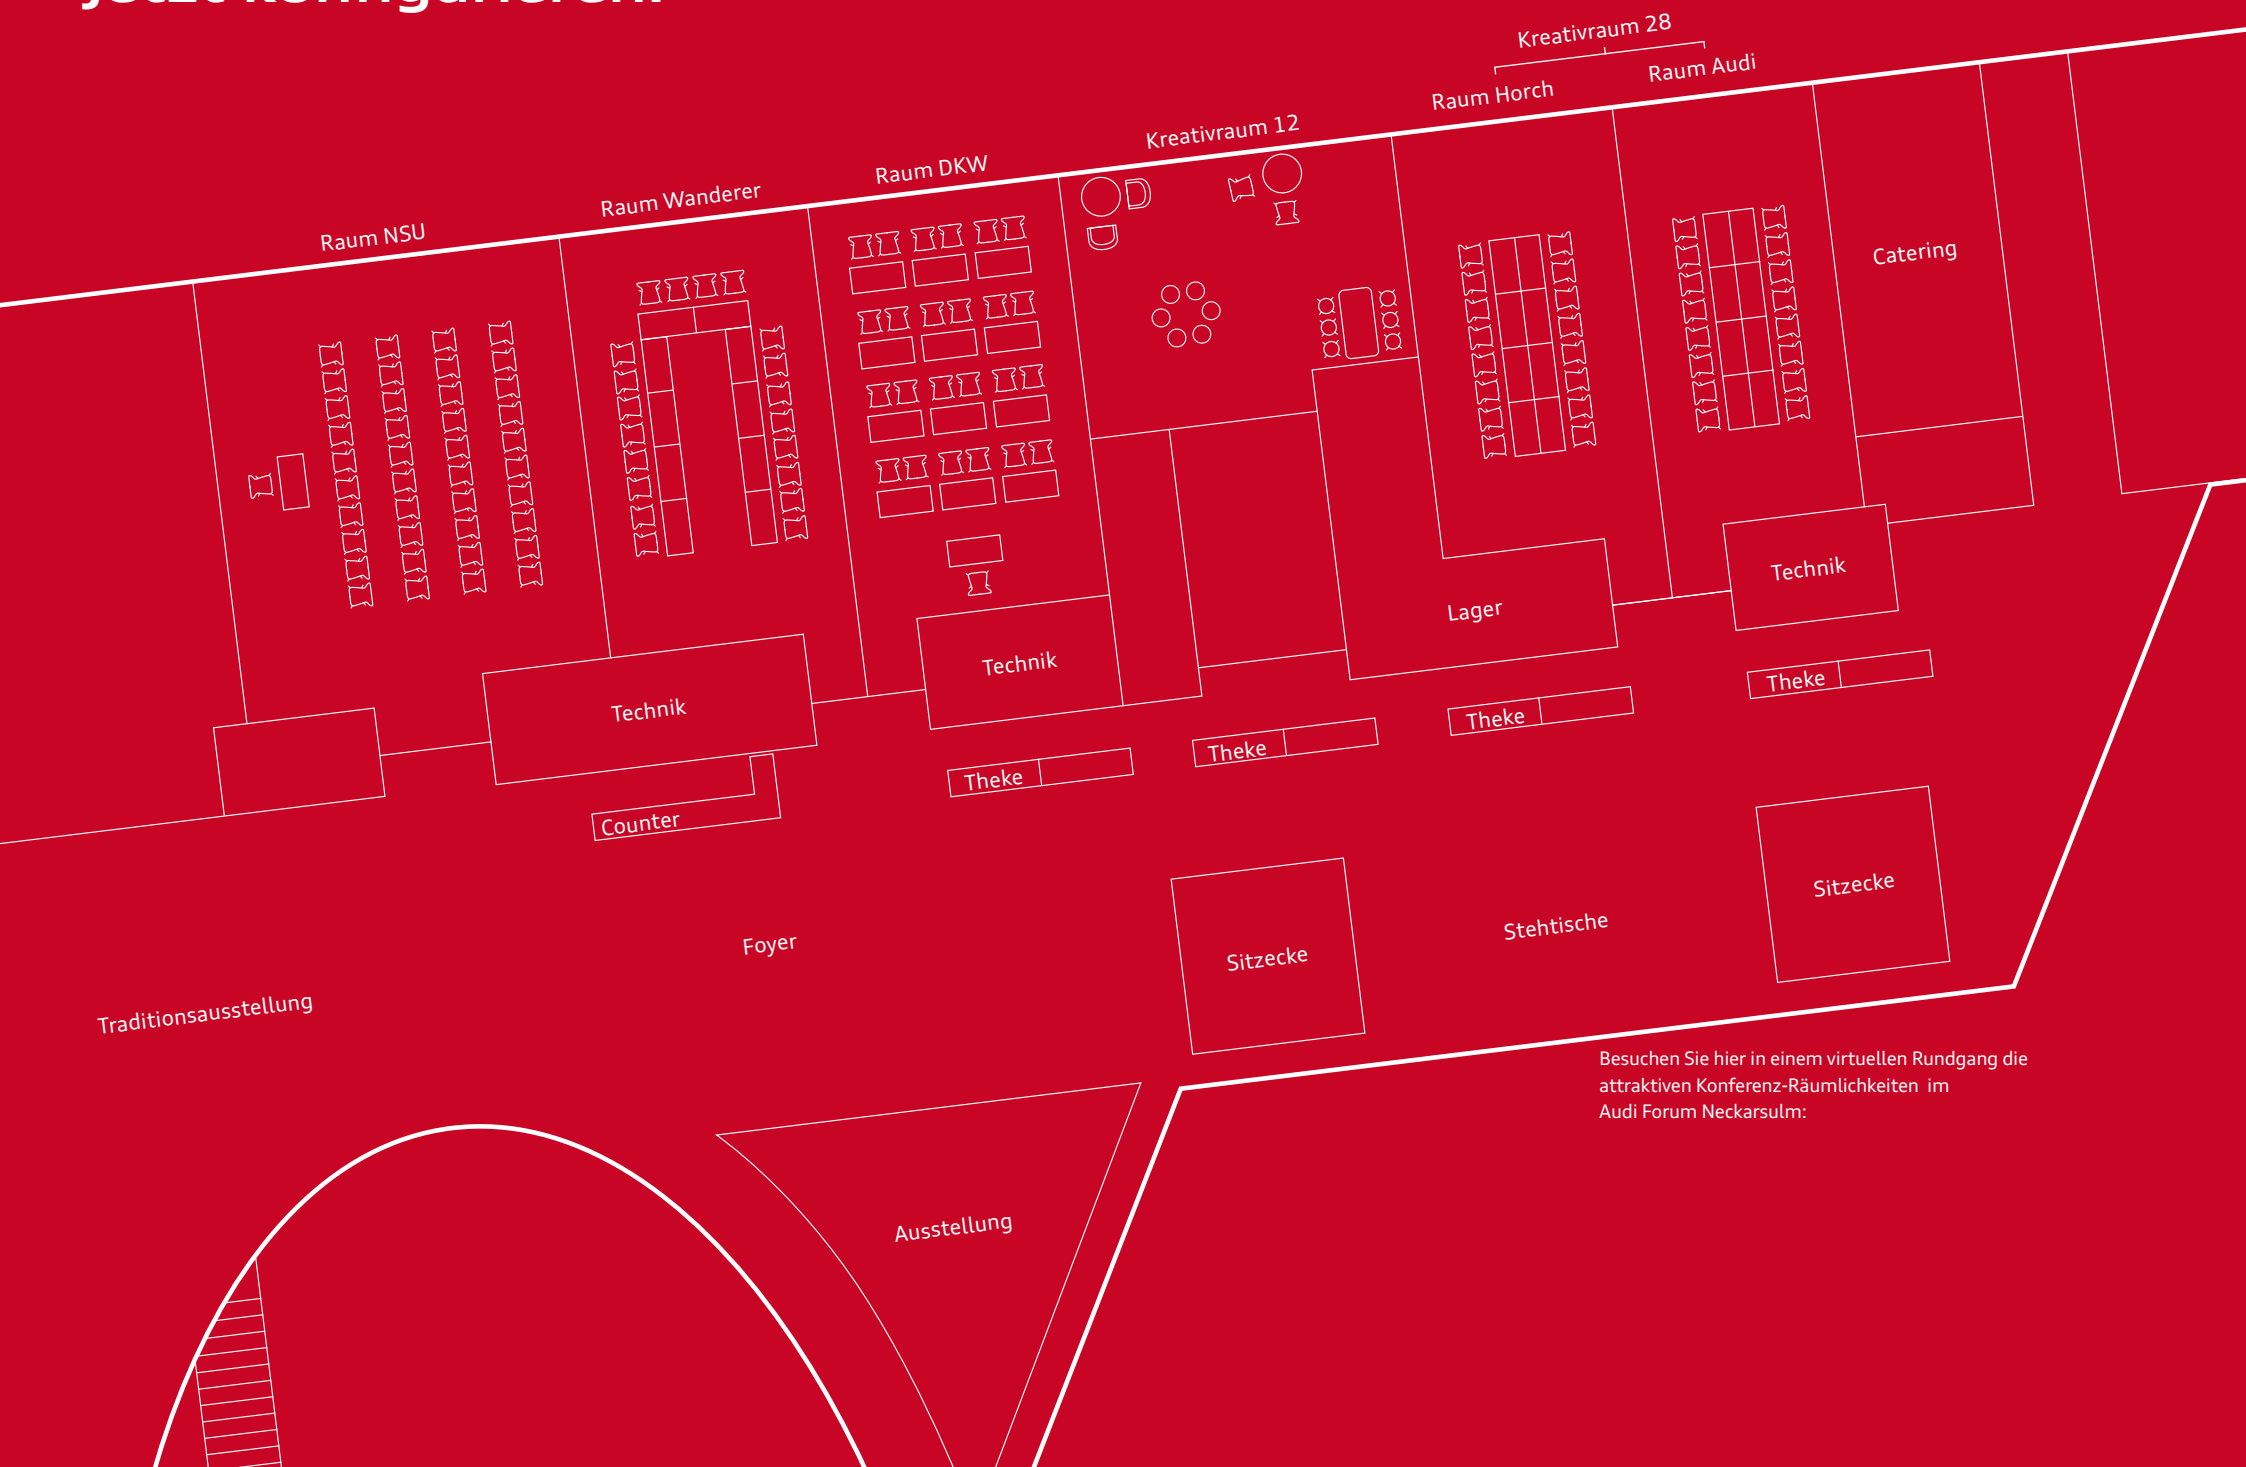 Kreativraum 28
Raum Audi
Raum Horch
Kreativraum 12
Raum DKW
Raum Wanderer
Raum NSU
Catering
Technik
Lager
Technik
Technik
Theke
Theke
Theke
Theke
Counter
Sitzecke
Stehtische
Sitzecke
Foyer
Traditionsausstellung
Besuchen Sie hier in einem virtuellen Rundgang die
attraktiven Konferenz-Räumlichkeiten im
Audi Forum Neckarsulm:
Ausstellung